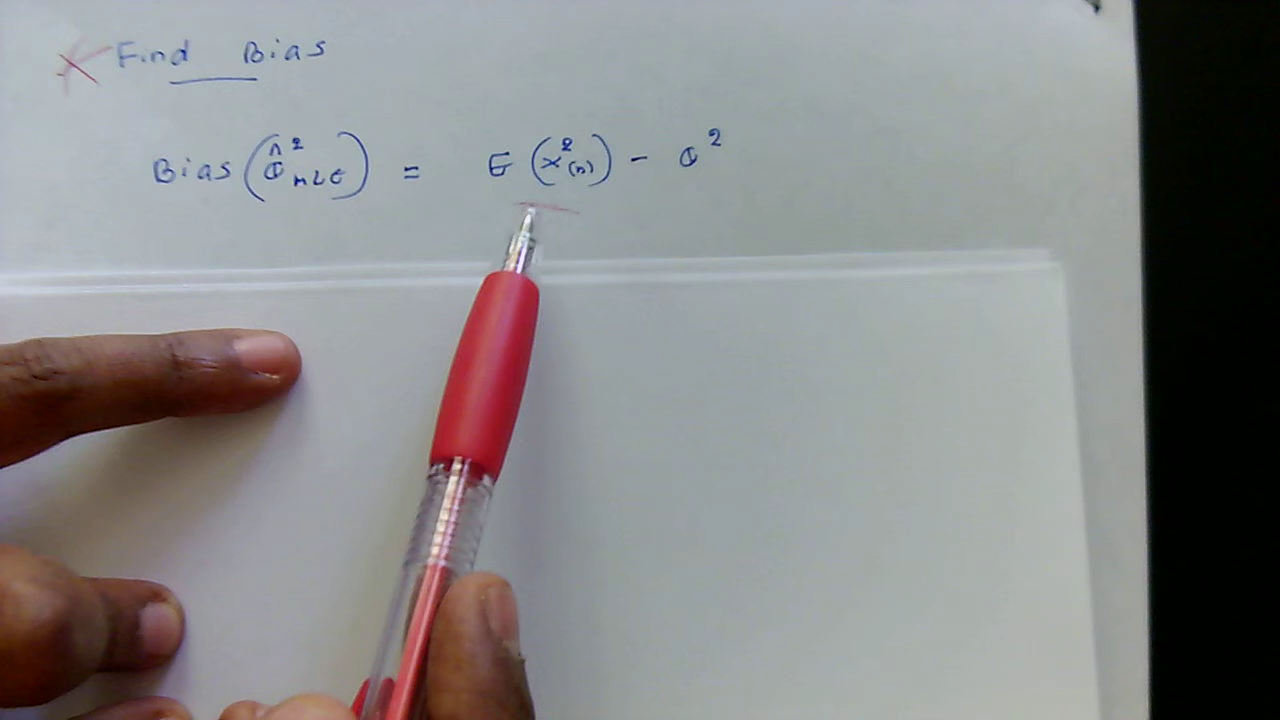 Find Bias
Bias(θ̂²MLE) = E(X²(n)) - θ²